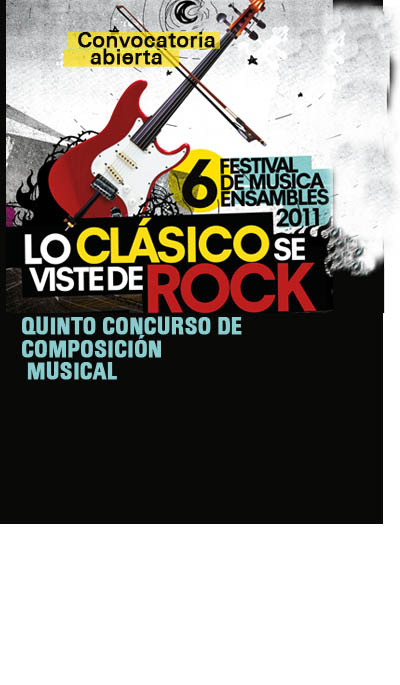 Convocatoria
abierta
6 FESTIVAL
DE MUSICA
ENSAMBLES
2011
LO CLÁSICO SE
VISTE DE ROCK
QUINTO CONCURSO DE
COMPOSICIÓN
MUSICAL